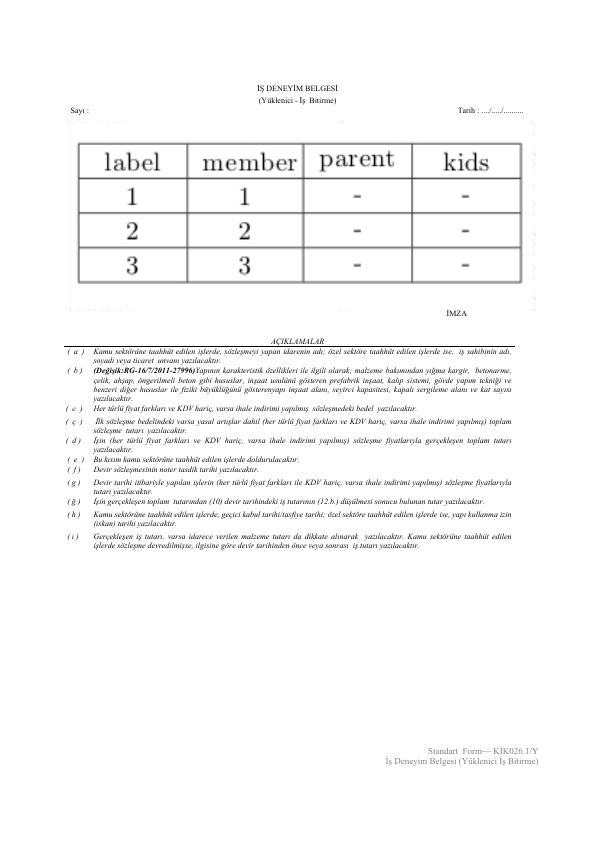 İŞ DENEYİM BELGESİ
(Yüklenici - İş Bitirme)
Sayı : Tarih : ..../...../..........
label member parent kids
1 1 - -
2 2 - -
3 3 - -
İMZA
AÇIKLAMALAR
( a ) Kamu sektörüne taahhüt edilen işlerde, sözleşmeyi yapan idarenin adı; özel sektöre taahhüt edilen işlerde ise, iş sahibinin adı,
soyadı veya ticaret unvanı yazılacaktır.
( b ) (Değişik:RG-16/7/2011-27996)Yapının karakteristik özellikleri ile ilgili olarak; malzeme bakımından yığma kargir, betonarme,
çelik, ahşap, öngerilmeli beton gibi hususlar, inşaat usulünü gösteren prefabrik inşaat, kalıp sistemi, gövde yapım tekniği ve
benzeri diğer hususlar ile fiziki büyüklüğünü gösterenyapı inşaat alanı, seyirci kapasitesi, kapalı sergileme alanı ve kat sayısı
yazılacaktır.
( c ) Her türlü fiyat farkları ve KDV hariç, varsa ihale indirimi yapılmış sözleşmedeki bedel yazılacaktır.
( ç ) İlk sözleşme bedelindeki varsa yasal artışlar dahil (her türlü fiyat farkları ve KDV hariç, varsa ihale indirimi yapılmış) toplam
sözleşme tutarı yazılacaktır.
( d ) İşin (her türlü fiyat farkları ve KDV hariç, varsa ihale indirimi yapılmış) sözleşme fiyatlarıyla gerçekleşen toplam tutarı
yazılacaktır.
( e ) Bu kısım kamu sektörüne taahhüt edilen işlerde doldurulacaktır.
( f ) Devir sözleşmesinin noter tasdik tarihi yazılacaktır.
( g ) Devir tarihi itibariyle yapılan işlerin (her türlü fiyat farkları ile KDV hariç, varsa ihale indirimi yapılmış) sözleşme fiyatlarıyla
tutarı yazılacaktır.
( ğ ) İşin gerçekleşen toplam tutarından (10) devir tarihindeki iş tutarının (12.b.) düşülmesi sonucu bulunan tutar yazılacaktır.
( h ) Kamu sektörüne taahhüt edilen işlerde, geçici kabul tarihi/tasfiye tarihi; özel sektöre taahhüt edilen işlerde ise, yapı kullanma izin
(iskan) tarihi yazılacaktır.
( ı ) Gerçekleşen iş tutarı, varsa idarece verilen malzeme tutarı da dikkate alınarak yazılacaktır. Kamu sektörüne taahhüt edilen
işlerde sözleşme devredilmişse, ilgisine göre devir tarihinden önce veya sonrası iş tutarı yazılacaktır.
Standart Form— KİK026.1/Y
İş Deneyim Belgesi (Yüklenici İş Bitirme)